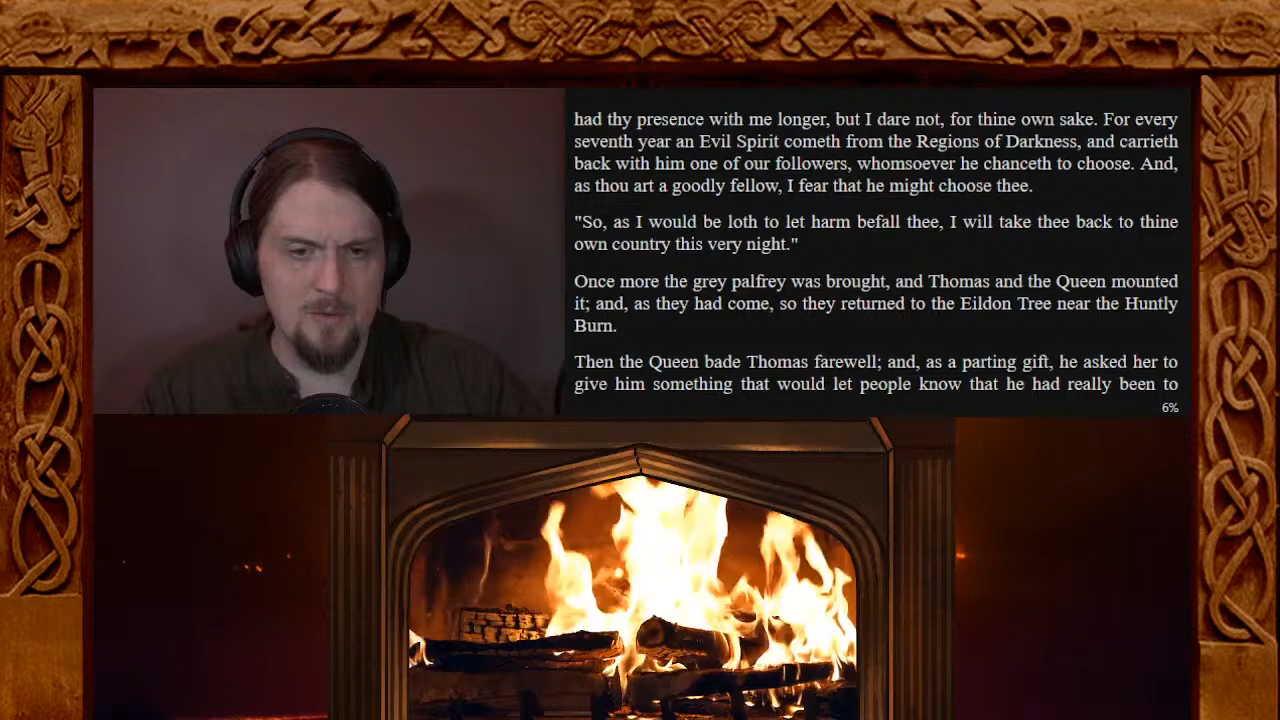 had thy presence with me longer, but I dare not, for thine own sake. For every
seventh year an Evil Spirit cometh from the Regions of Darkness, and carrieth
back with him one of our followers, whomsoever he chanceth to choose. And,
as thou art a goodly fellow, I fear that he might choose thee.
"So, as I would be loth to let harm befall thee, I will take thee back to thine
own country this very night."
Once more the grey palfrey was brought, and Thomas and the Queen mounted
it; and, as they had come, so they returned to the Eildon Tree near the Huntly
Burn.
Then the Queen bade Thomas farewell; and, as a parting gift, he asked her to
give him something that would let people know that he had really been to
6%